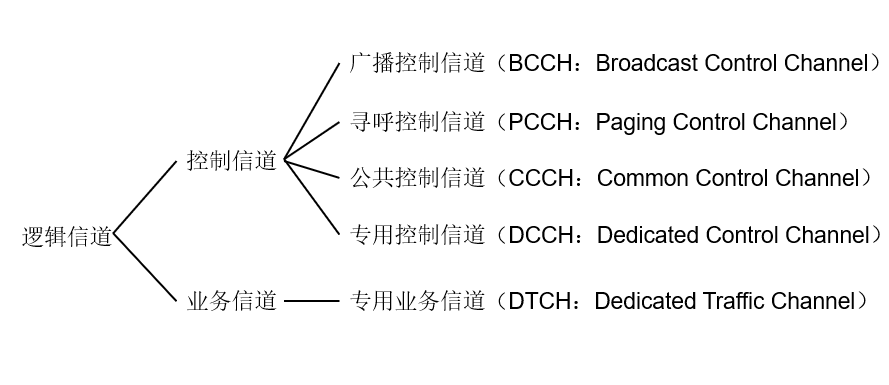 广播控制信道（BCCH：Broadcast Control Channel）
寻呼控制信道（PCCH：Paging Control Channel）
控制信道
公共控制信道（CCCH：Common Control Channel）
逻辑信道
专用控制信道（DCCH：Dedicated Control Channel）
业务信道
专用业务信道（DTCH：Dedicated Traffic Channel）